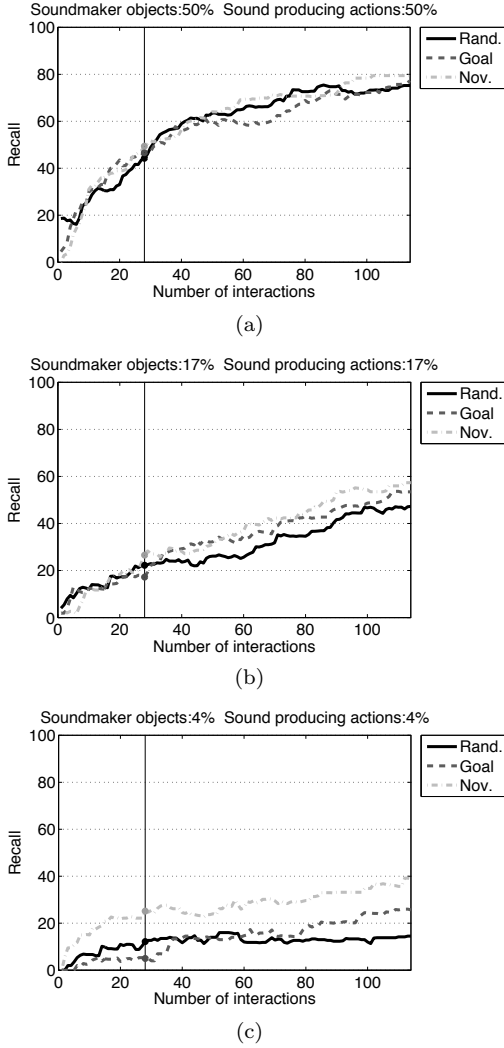 Soundmaker objects:50% Sound producing actions:50%
100
80
60
40
20
0
Recall
0 20 40 60 80 100
Number of interactions
Rand.
Goal
Nov.
(a)
Soundmaker objects:17% Sound producing actions:17%
100
80
60
40
20
0
Recall
0 20 40 60 80 100
Number of interactions
Rand.
Goal
Nov.
(b)
Soundmaker objects:4% Sound producing actions:4%
100
80
60
40
20
0
Recall
0 20 40 60 80 100
Number of interactions
Rand.
Goal
Nov.
(c)